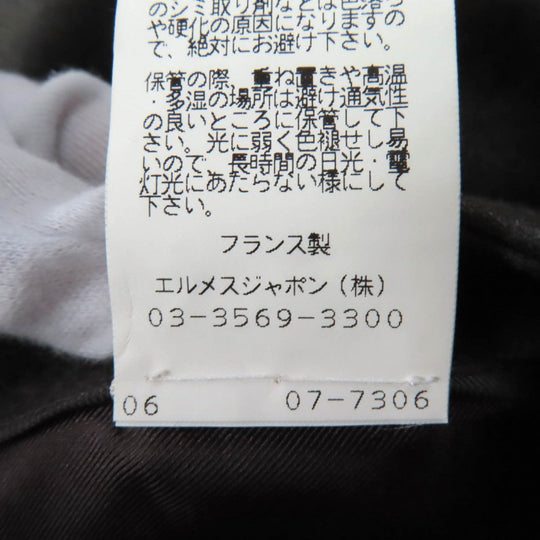 のシミ取り剤などは色落ち
や硬化の原因になりますの
で、絶対にお避け下さい。
保管の際、重ね置きや高温
・多湿の場所は避け通気性
の良いところに保管して下
さい。光に弱く色褪せし易
いので、長時間の日光・電
灯光にあたらない様にして
下さい。
フランス製
エルメスジャポン（株）
03-3569-3300
06 07-7306